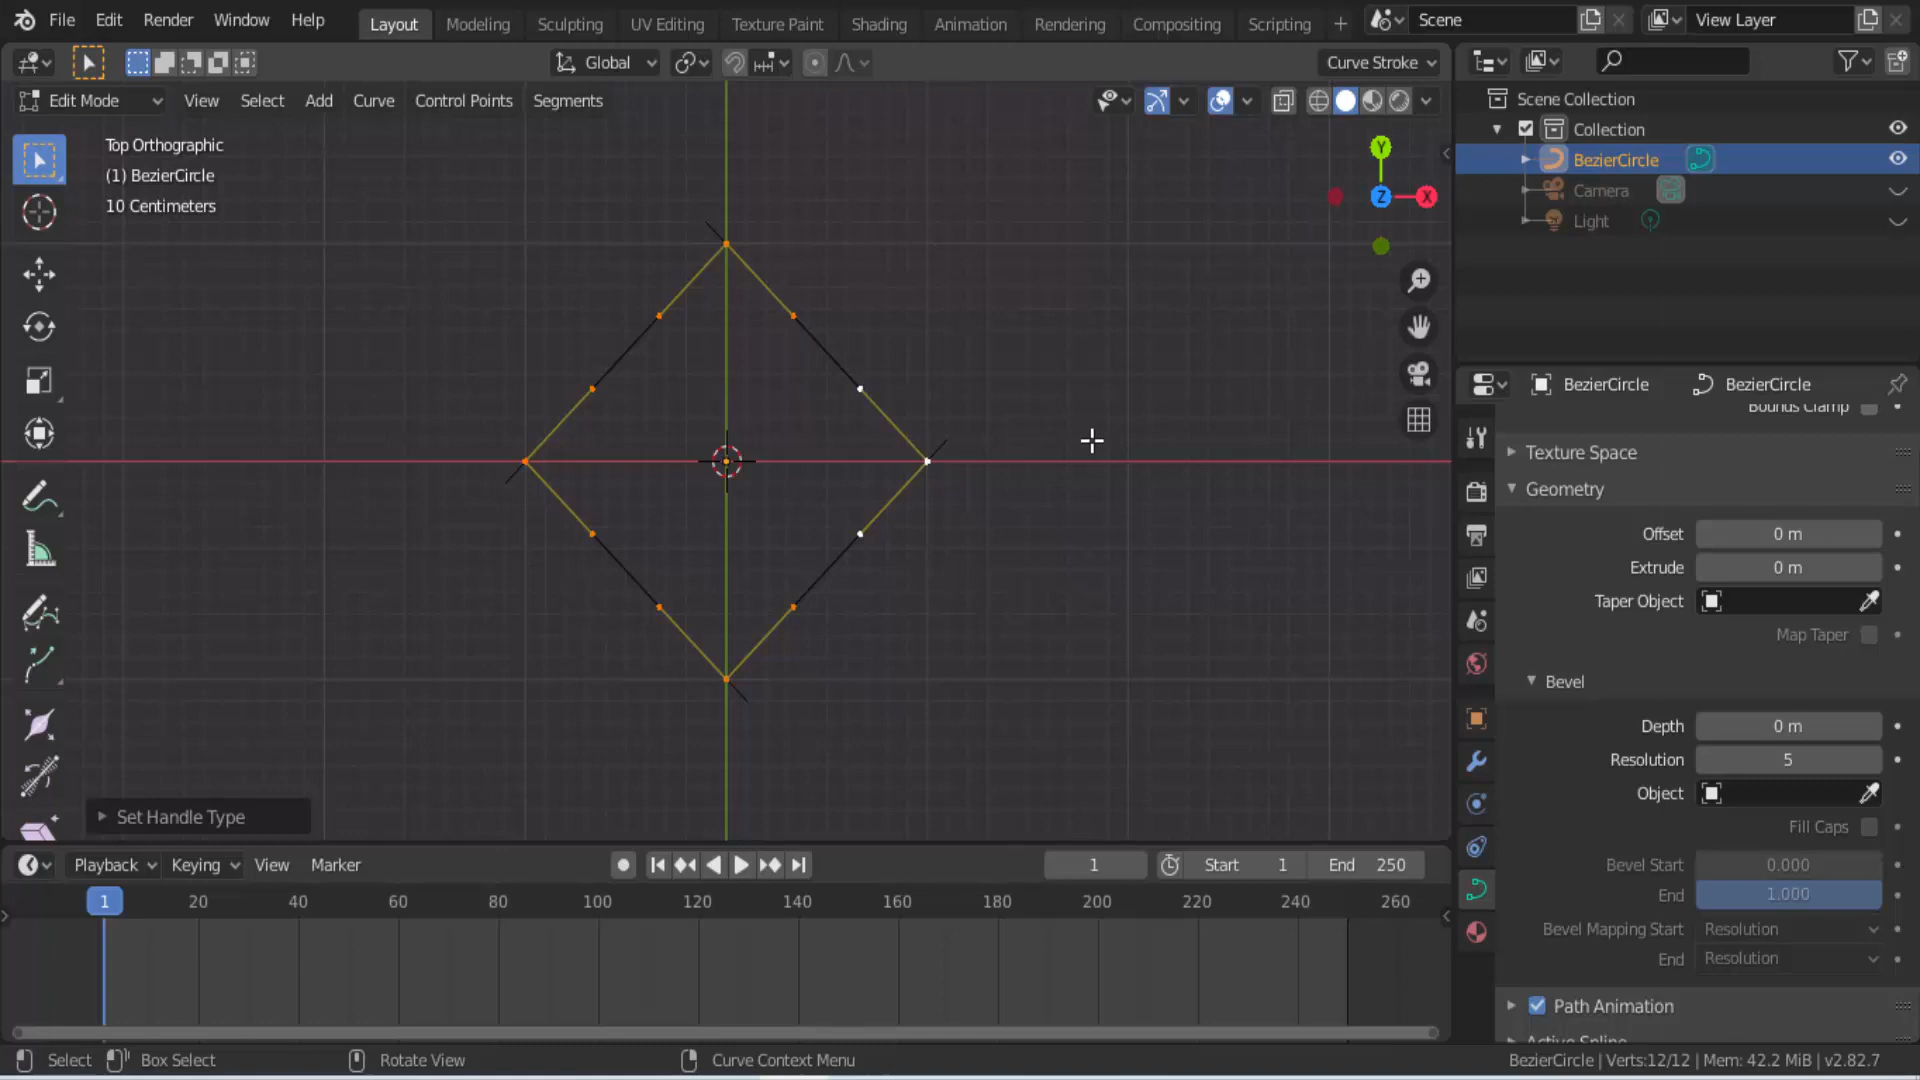 File Edit Render Window Help Layout Modeling Sculpting UV Editing Texture Paint Shading Animation Rendering Compositing Scripting + Scene View Layer
Global Curve Stroke
Edit Mode View Select Add Curve Control Points Segments
Top Orthographic
(1) BezierCircle
10 Centimeters
Y
Z
X
Set Handle Type
Scene Collection
Collection
BezierCircle
Camera
Light
BezierCircle BezierCircle
Bounds Clamp
Texture Space
Geometry
Offset 0 m
Extrude 0 m
Taper Object
Map Taper
Bevel
Depth 0 m
Resolution 5
Object
Fill Caps
Bevel Start 0.000
End 1.000
Bevel Mapping Start Resolution
End Resolution
Path Animation
Active Spline
Playback Keying View Marker 1 Start 1 End 250
1 20 40 60 80 100 120 140 160 180 200 220 240 260
Select Box Select Rotate View Curve Context Menu BezierCircle | Verts:12/12 | Mem: 42.2 MiB | v2.82.7